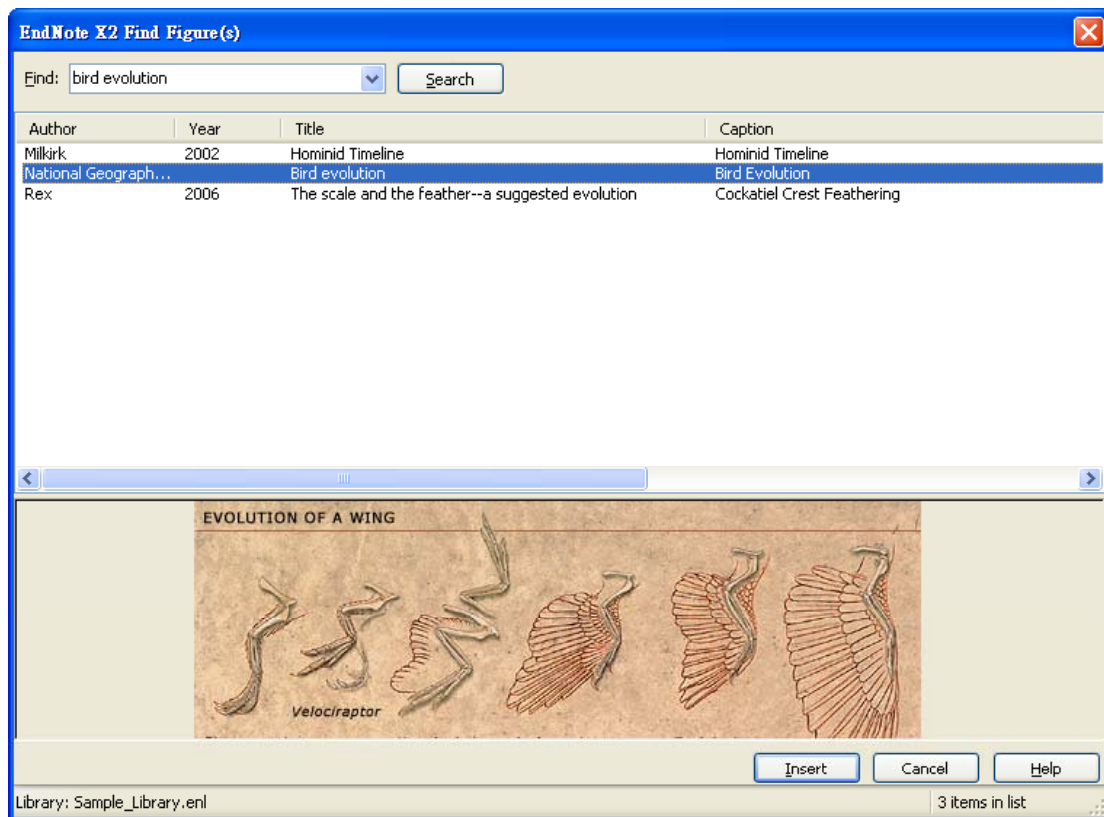 EndNote X2 Find Figure(s)
Find: bird evolution Search
Author Year Title Caption
Milkirk 2002 Hominid Timeline Hominid Timeline
National Geograph... Bird evolution Bird Evolution
Rex 2006 The scale and the feather--a suggested evolution Cockatiel Crest Feathering
EVOLUTION OF A WING
Velociraptor
Insert Cancel Help
Library: Sample_Library.enl 3 items in list